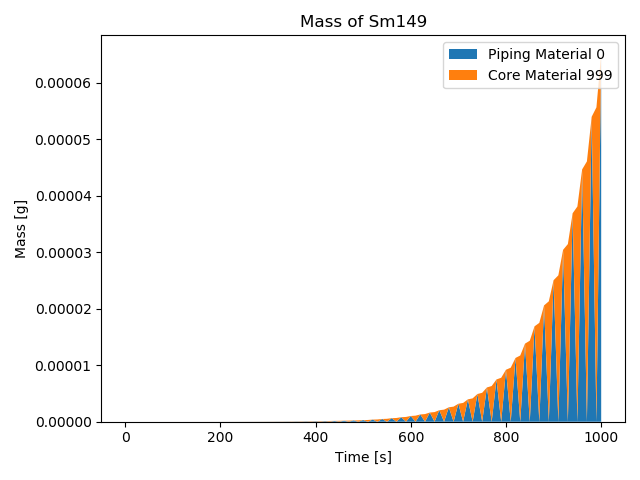 Mass of Sm149
Piping Material 0
Core Material 999
Mass [g]
0.00006
0.00005
0.00004
0.00003
0.00002
0.00001
0.00000
0 200 400 600 800 1000
Time [s]